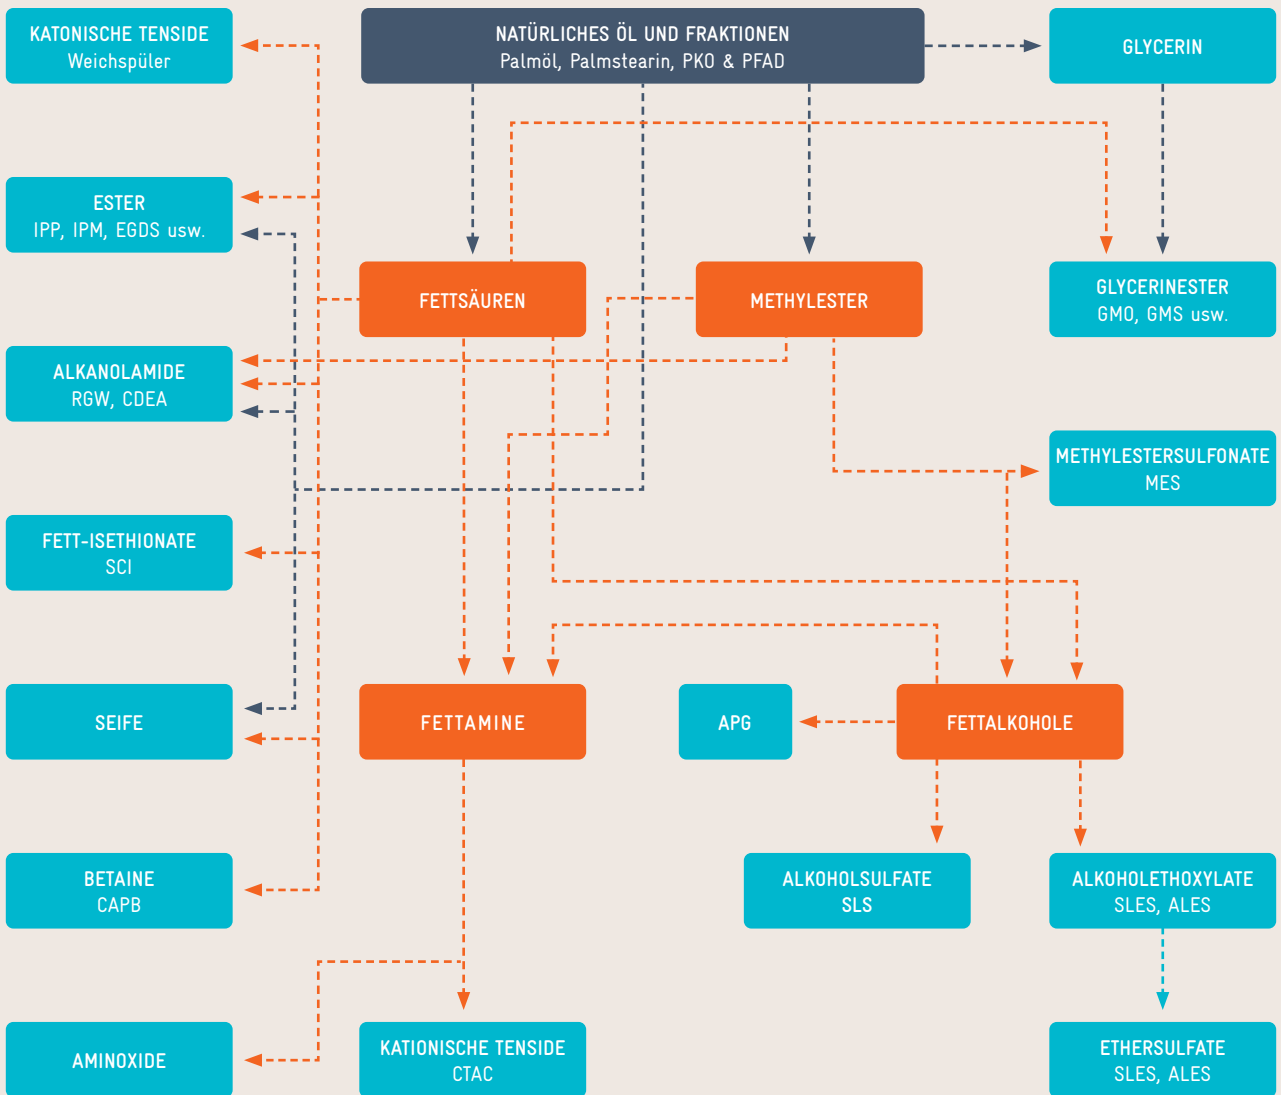 KATONISCHE TENSIDE
Weichspüler
NATÜRLICHES ÖL UND FRAKTIONEN
Palmöl, Palmstearin, PKO & PFAD
GLYCERIN
ESTER
IPP, IPM, EGDS usw.
FETTSÄUREN
METHYLESTER
GLYCERINESTER
GMO, GMS usw.
ALKANOLAMIDE
RGW, CDEA
METHYLESTERSULFONATE
MES
FETT-ISETHIONATE
SCI
SEIFE
FETTAMINE
APG
FETTALKOHOLE
BETAINE
CAPB
ALKOHOLSULFATE
SLS
ALKOHOLETHOXYLATE
SLES, ALES
AMINOXIDE
KATIONISCHE TENSIDE
CTAC
ETHERSULFATE
SLES, ALES